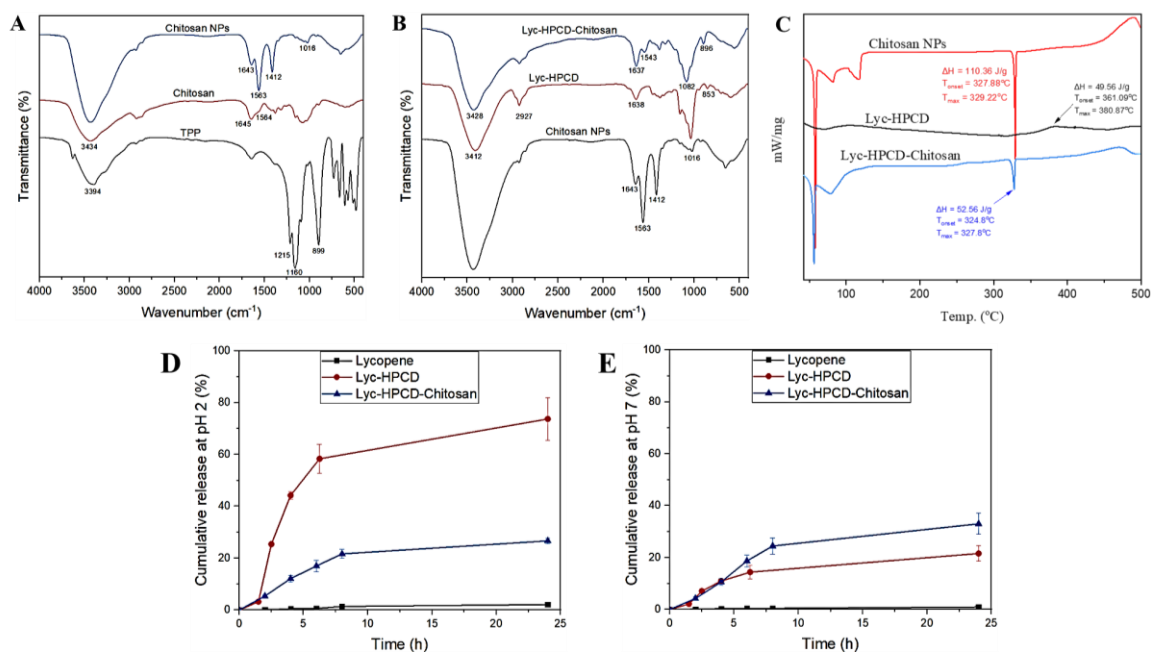 A
Chitosan NPs
1016
1643
1412
1563
Chitosan
3434
1645
1564
TPP
3394
1215
1160
899
Transmittance (%)
4000 3500 3000 2500 2000 1500 1000 500
Wavenumber (cm⁻¹)
B
Lyc-HPCD-Chitosan
896
1543
1637
1082
3428
Lyc-HPCD
1638
853
2927
3412
Chitosan NPs
1016
1643
1412
1563
Transmittance (%)
4000 3500 3000 2500 2000 1500 1000 500
Wavenumber (cm⁻¹)
C
Chitosan NPs
ΔH = 110.36 J/g
Tonset = 327.88°C
Tmax = 329.22°C
ΔH = 49.56 J/g
Tonset = 361.09°C
Tmax = 380.87°C
Lyc-HPCD
Lyc-HPCD-Chitosan
ΔH = 52.56 J/g
Tonset = 324.8°C
Tmax = 327.8°C
mW/mg
100 200 300 400 500
Temp. (°C)
D
Lycopene
Lyc-HPCD
Lyc-HPCD-Chitosan
Cumulative release at pH 2 (%)
100
80
60
40
20
0
0 5 10 15 20 25
Time (h)
E
Lycopene
Lyc-HPCD
Lyc-HPCD-Chitosan
Cumulative release at pH 7 (%)
100
80
60
40
20
0
0 5 10 15 20 25
Time (h)